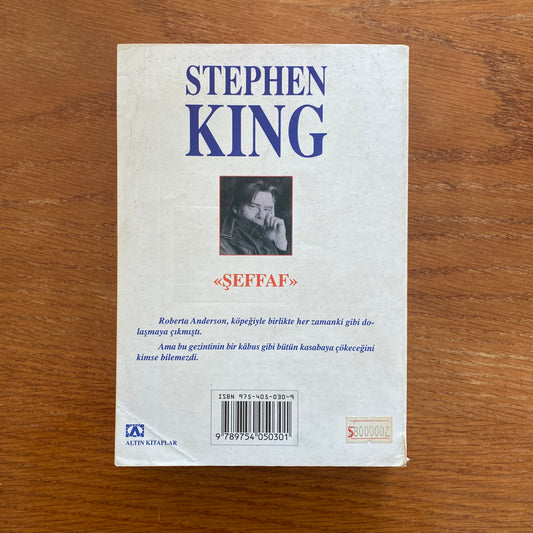 STEPHEN
KING
«ŞEFFAF»
Roberta Anderson, köpeğiyle birlikte her zamanki gibi do-
laşmaya çıkmıştı.
Ama bu gezintinin bir kâbus gibi bütün kasabaya çökeceğini
kimse bilemezdi.
ISBN 975-405-030-9
9 789754 050301
ALTIN KİTAPLAR